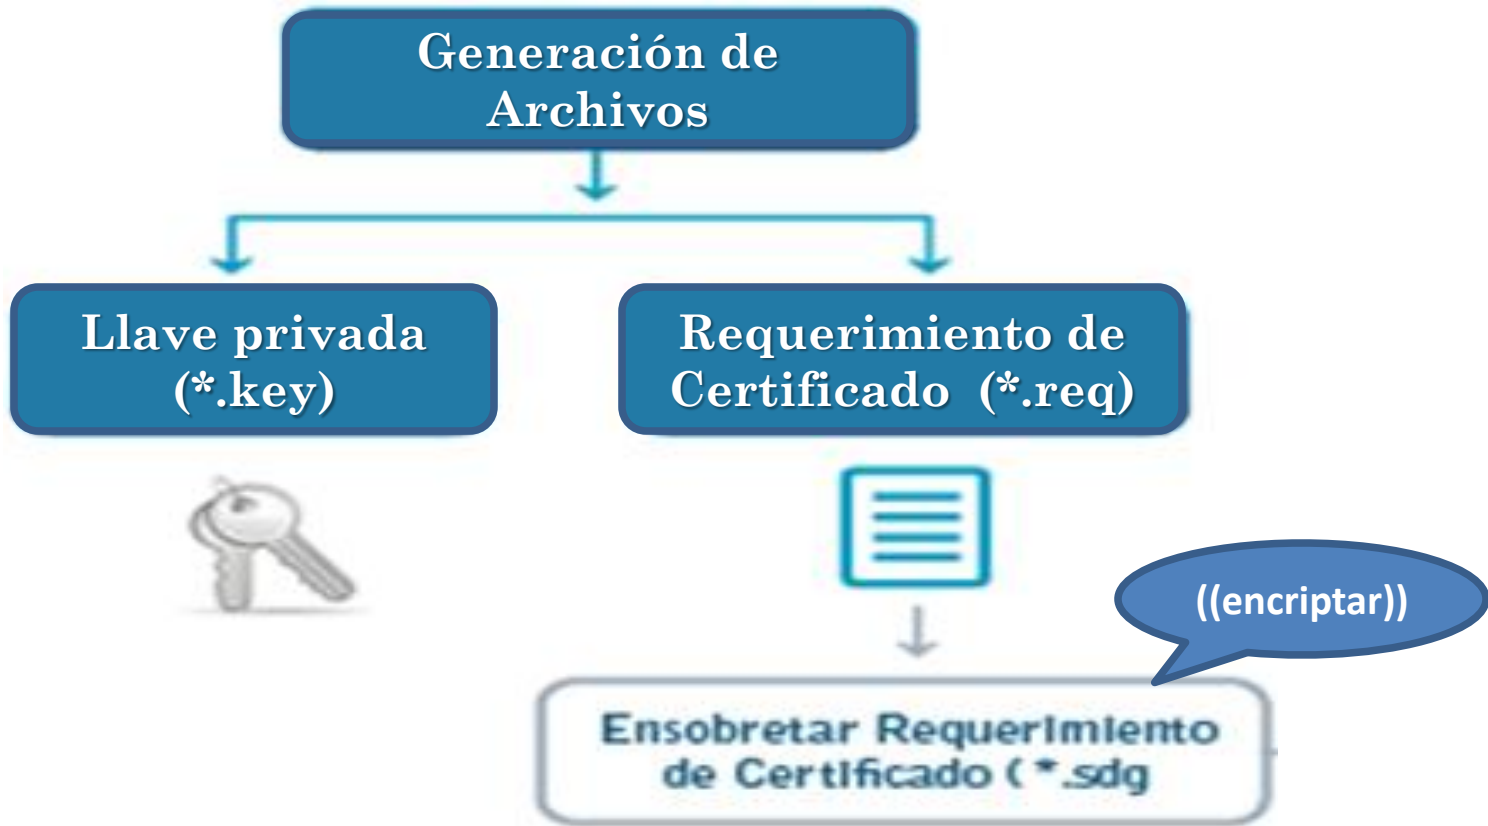 Generación de
Archivos
Llave privada
(*.key)
Requerimiento de
Certificado (*.req)
((encriptar))
Ensobretar Requerimiento
de Certificado ( *.sdg